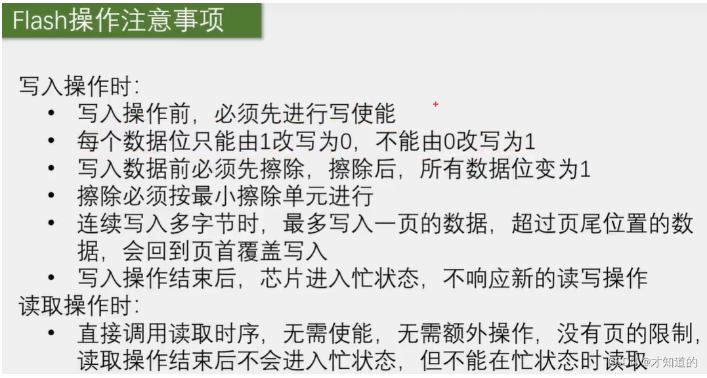 Flash操作注意事项
写入操作时:
• 写入操作前，必须先进行写使能
• 每个数据位只能由1改写为0，不能由0改写为1
• 写入数据前必须先擦除，擦除后，所有数据位变为1
• 擦除必须按最小擦除单元进行
• 连续写入多字节时，最多写入一页的数据，超过页尾位置的数
据，会回到页首覆盖写入
• 写入操作结束后，芯片进入忙状态，不响应新的读写操作
读取操作时:
• 直接调用读取时序，无需使能，无需额外操作，没有页的限制，
读取操作结束后不会进入忙状态，但不能在忙状态时读取
@才知道的